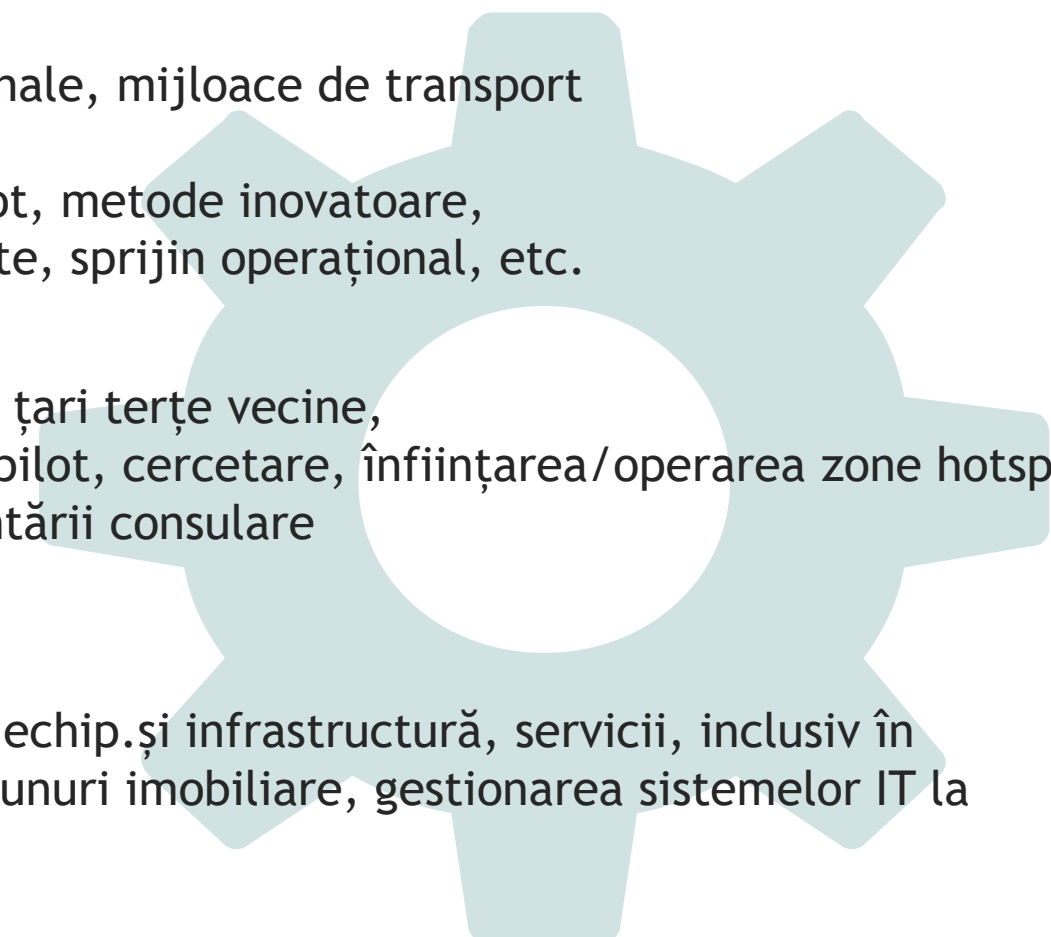 nale, mijloace de transport
ot, metode inovatoare,
te, sprijin operațional, etc.
țari terțe vecine,
pilot, cercetare, înființarea/operarea zone hotsp
ntării consulare
echip.și infrastructură, servicii, inclusiv în
unuri imobiliare, gestionarea sistemelor IT la